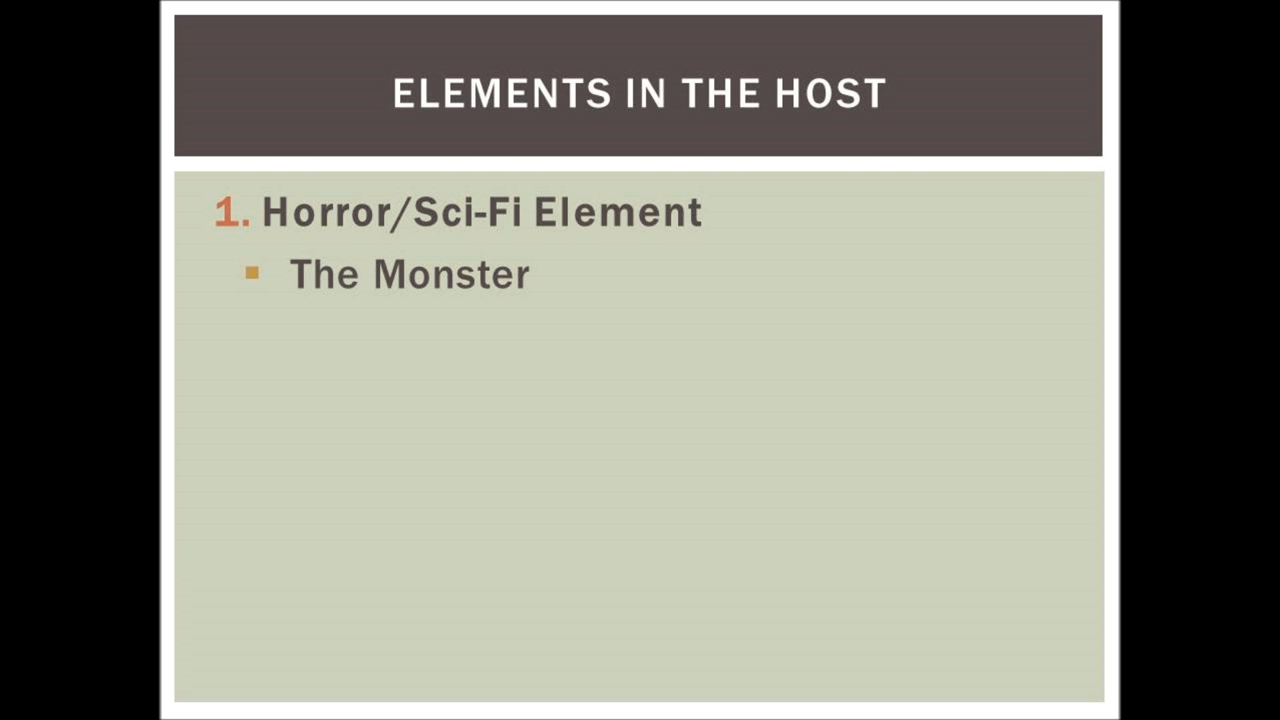 ELEMENTS IN THE HOST
1. Horror/Sci-Fi Element
▪ The Monster